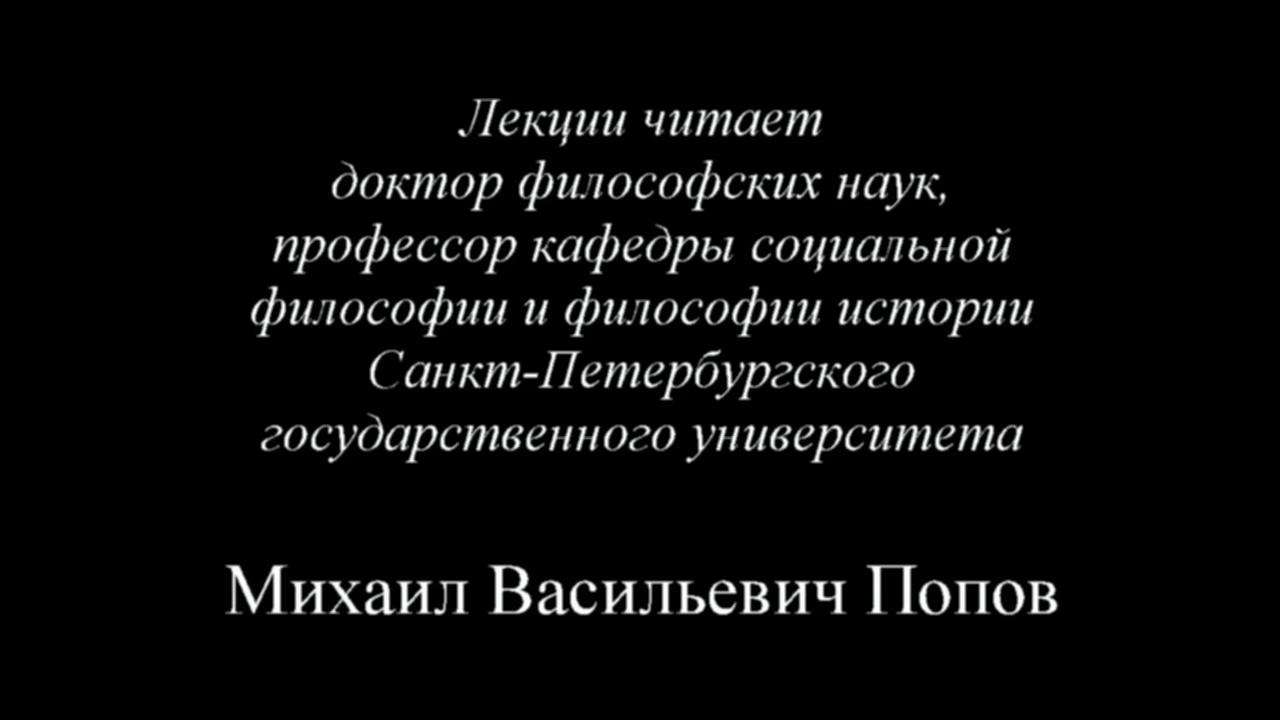 Лекции читает
доктор философских наук,
профессор кафедры социальной
философии и философии истории
Санкт-Петербургского
государственного университета
Михаил Васильевич Попов